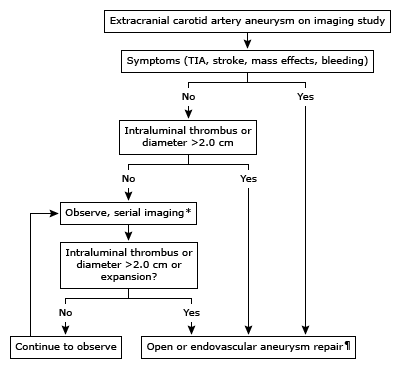 Extracranial carotid artery aneurysm on imaging study
Symptoms (TIA, stroke, mass effects, bleeding)
No
Yes
Intraluminal thrombus or
diameter >2.0 cm
No
Yes
Observe, serial imaging*
Intraluminal thrombus or
diameter >2.0 cm or
expansion?
No
Yes
Continue to observe
Open or endovascular aneurysm repair¶